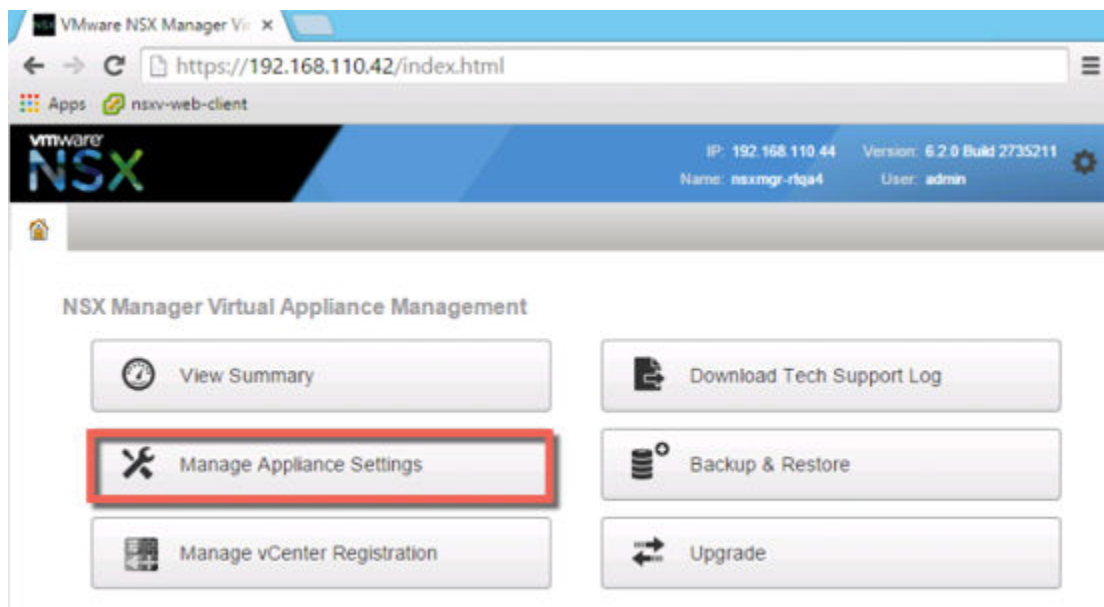 VMware NSX Manager Vir
https://192.168.110.42/index.html
Apps nsxv-web-client
vmware NSX
IP: 192.168.110.44 Version: 6.2.0 Build 2735211
Name: nsxmgr-rtqa4 User: admin
NSX Manager Virtual Appliance Management
View Summary Download Tech Support Log
Manage Appliance Settings Backup & Restore
Manage vCenter Registration Upgrade